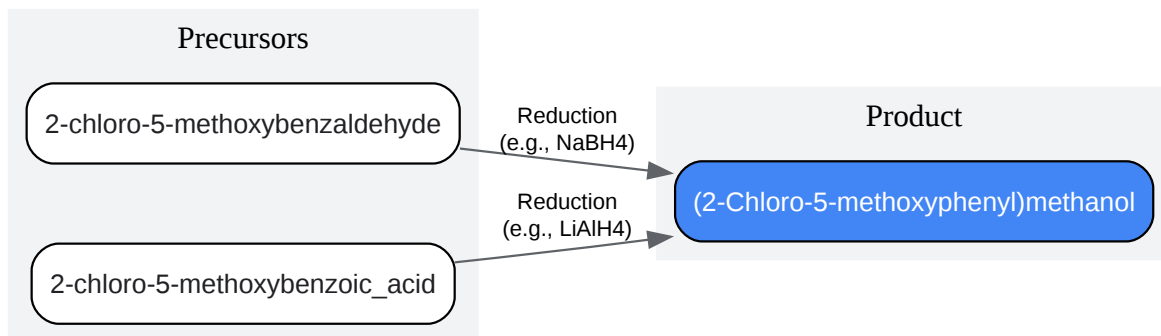 Precursors
2-chloro-5-methoxybenzaldehyde
Reduction
(e.g., NaBH4)
Product
(2-Chloro-5-methoxyphenyl)methanol
Reduction
(e.g., LiAlH4)
2-chloro-5-methoxybenzoic_acid